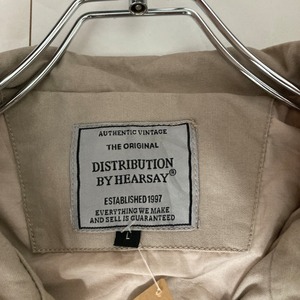 AUTHENTIC VINTAGE
THE ORIGINAL
DISTRIBUTION
BY HEARSAY®
ESTABLISHED 1997
EVERYTHING WE MAKE
AND SELL IS GUARANTEED
L